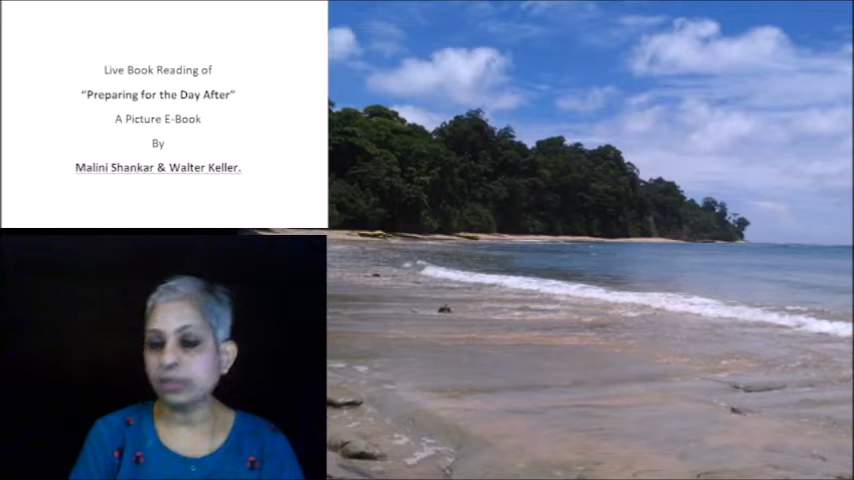 Live Book Reading of
“Preparing for the Day After”
A Picture E-Book
By
Malini Shankar & Walter Keller.